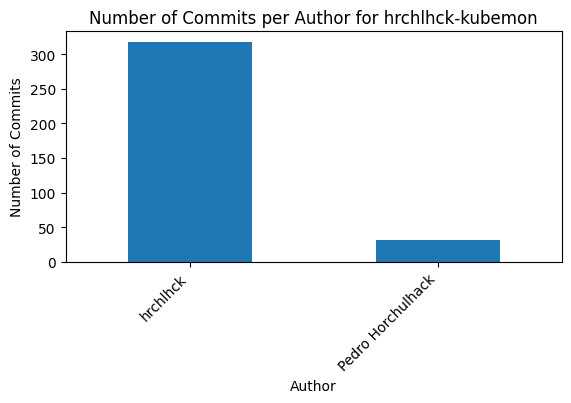 Number of Commits per Author for hrchlhck-kubemon
Number of Commits
300
250
200
150
100
50
0
hrchlhck
Pedro Horchulhack
Author